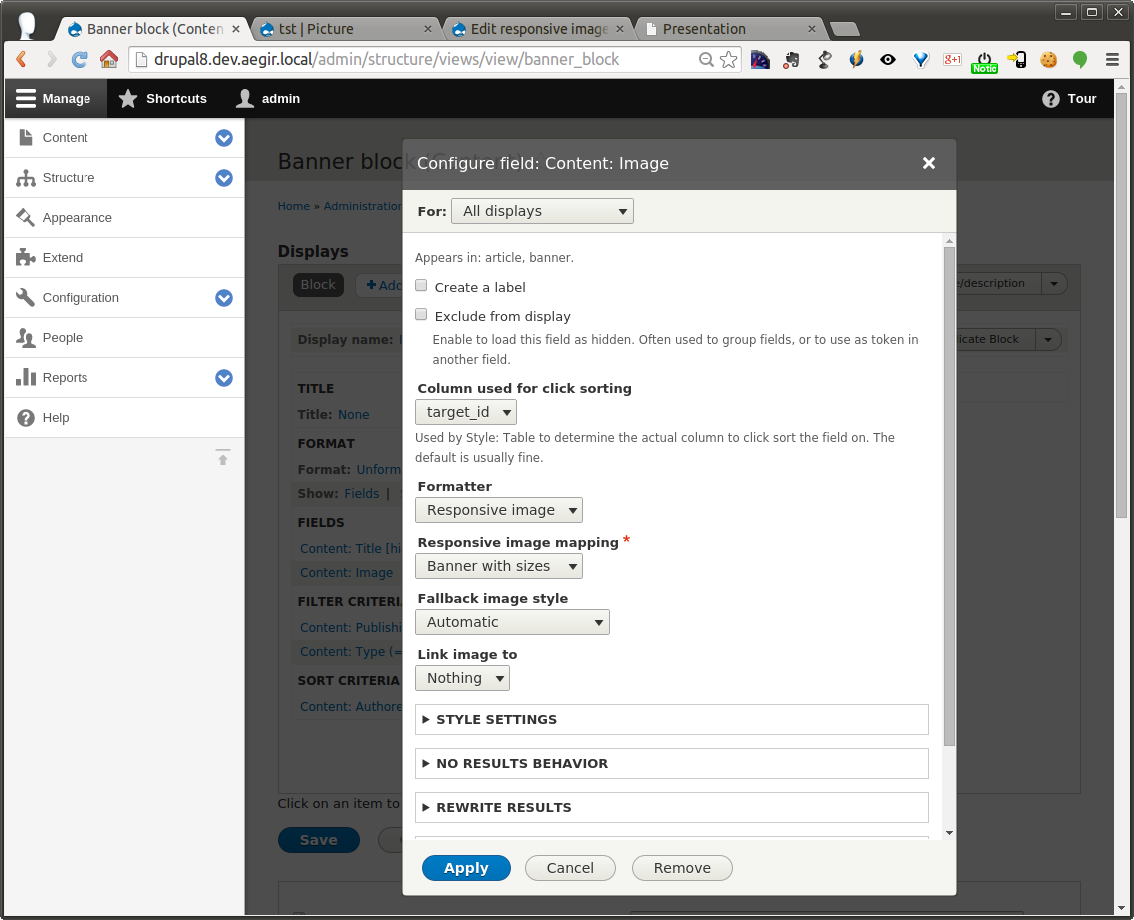 Banner block (Conten
tst | Picture
Edit responsive image
Presentation
drupal8.dev.aegir.local/admin/structure/views/view/banner_block
g+1
Notic
Manage
Shortcuts
admin
Tour
Content
Structure
Appearance
Extend
Configuration
People
Reports
Help
Banner block
Home » Administration
Displays
Block
Add
e/description
Display name:
icate Block
TITLE
Title: None
FORMAT
Format: Unform
Show: Fields |
FIELDS
Content: Title [hi
Content: Image
FILTER CRITERI
Content: Publishi
Content: Type (=
SORT CRITERIA
Content: Authore
Click on an item to
Save
Configure field: Content: Image
For: All displays
Appears in: article, banner.
Create a label
Exclude from display
Enable to load this field as hidden. Often used to group fields, or to use as token in
another field.
Column used for click sorting
target_id
Used by Style: Table to determine the actual column to click sort the field on. The
default is usually fine.
Formatter
Responsive image
Responsive image mapping *
Banner with sizes
Fallback image style
Automatic
Link image to
Nothing
STYLE SETTINGS
NO RESULTS BEHAVIOR
REWRITE RESULTS
Apply
Cancel
Remove